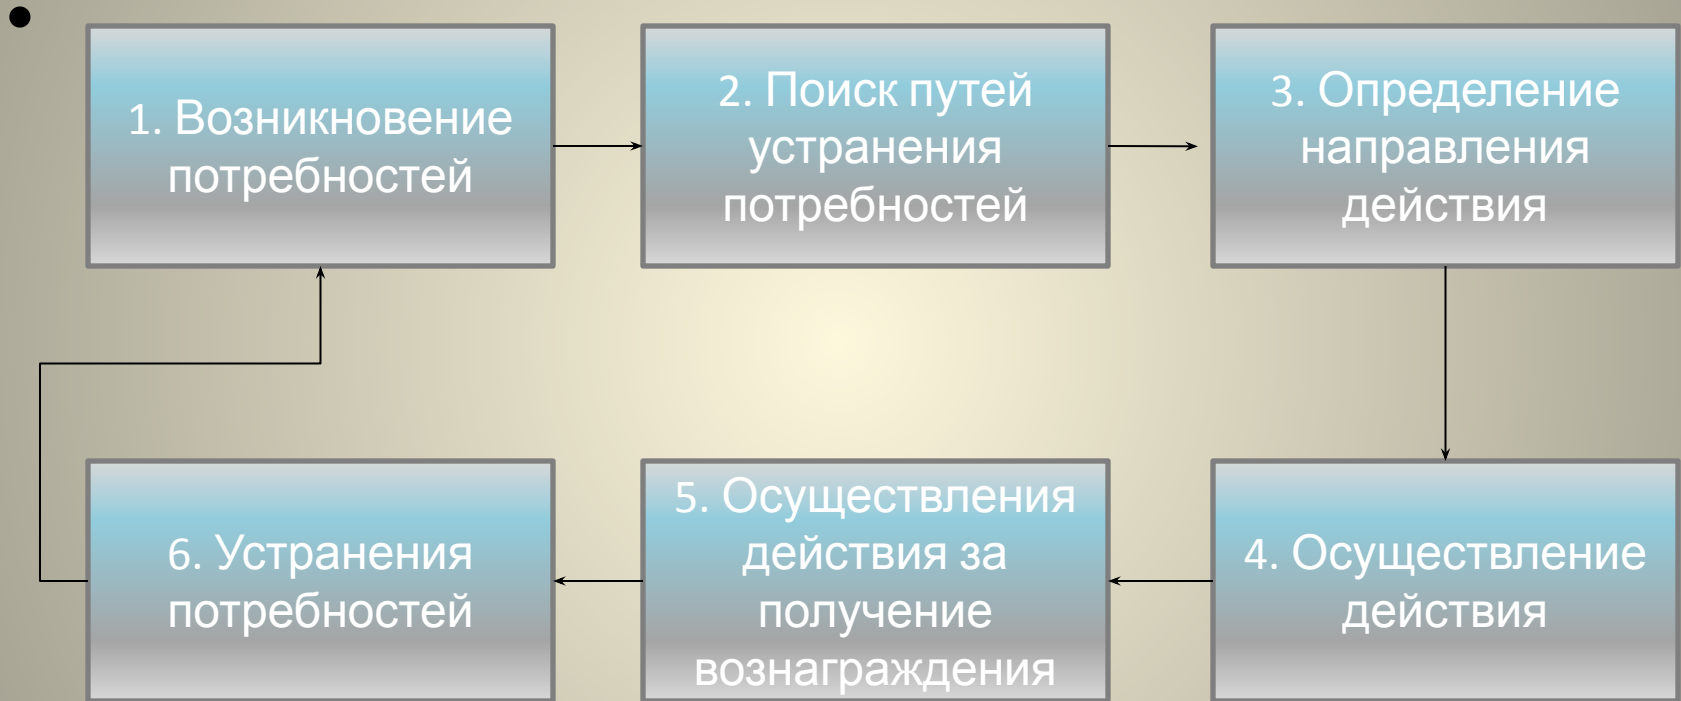 1. Возникновение
потребностей
2. Поиск путей
устранения
потребностей
3. Определение
направления
действия
4. Осуществление
действия
5. Осуществления
действия за
получение
вознаграждения
6. Устранения
потребностей